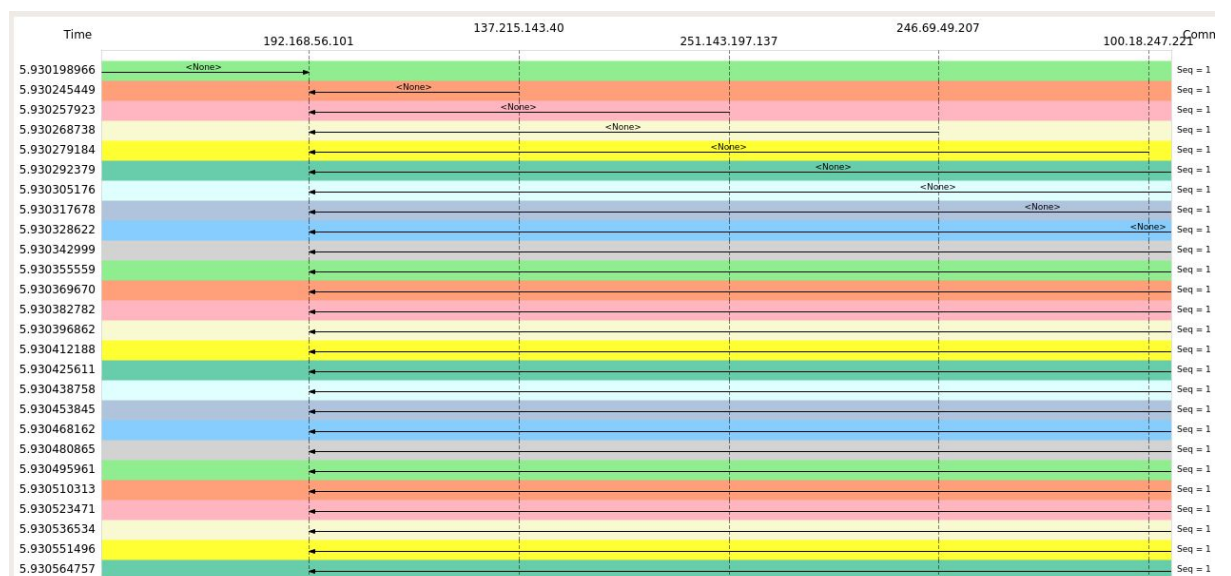 137.215.143.40 246.69.49.207
Time 192.168.56.101 251.143.197.137 100.18.247.221 Comm
5.930198966 <None> Seq = 1
5.930245449 <None> Seq = 1
5.930257923 <None> Seq = 1
5.930268738 <None> Seq = 1
5.930279184 <None> Seq = 1
5.930292379 <None> Seq = 1
5.930305176 <None> Seq = 1
5.930317678 <None> Seq = 1
5.930328622 <None> Seq = 1
5.930342999 Seq = 1
5.930355559 Seq = 1
5.930369670 Seq = 1
5.930382782 Seq = 1
5.930396862 Seq = 1
5.930412188 Seq = 1
5.930425611 Seq = 1
5.930438758 Seq = 1
5.930453845 Seq = 1
5.930468162 Seq = 1
5.930480865 Seq = 1
5.930495961 Seq = 1
5.930510313 Seq = 1
5.930523471 Seq = 1
5.930536534 Seq = 1
5.930551496 Seq = 1
5.930564757 Seq = 1